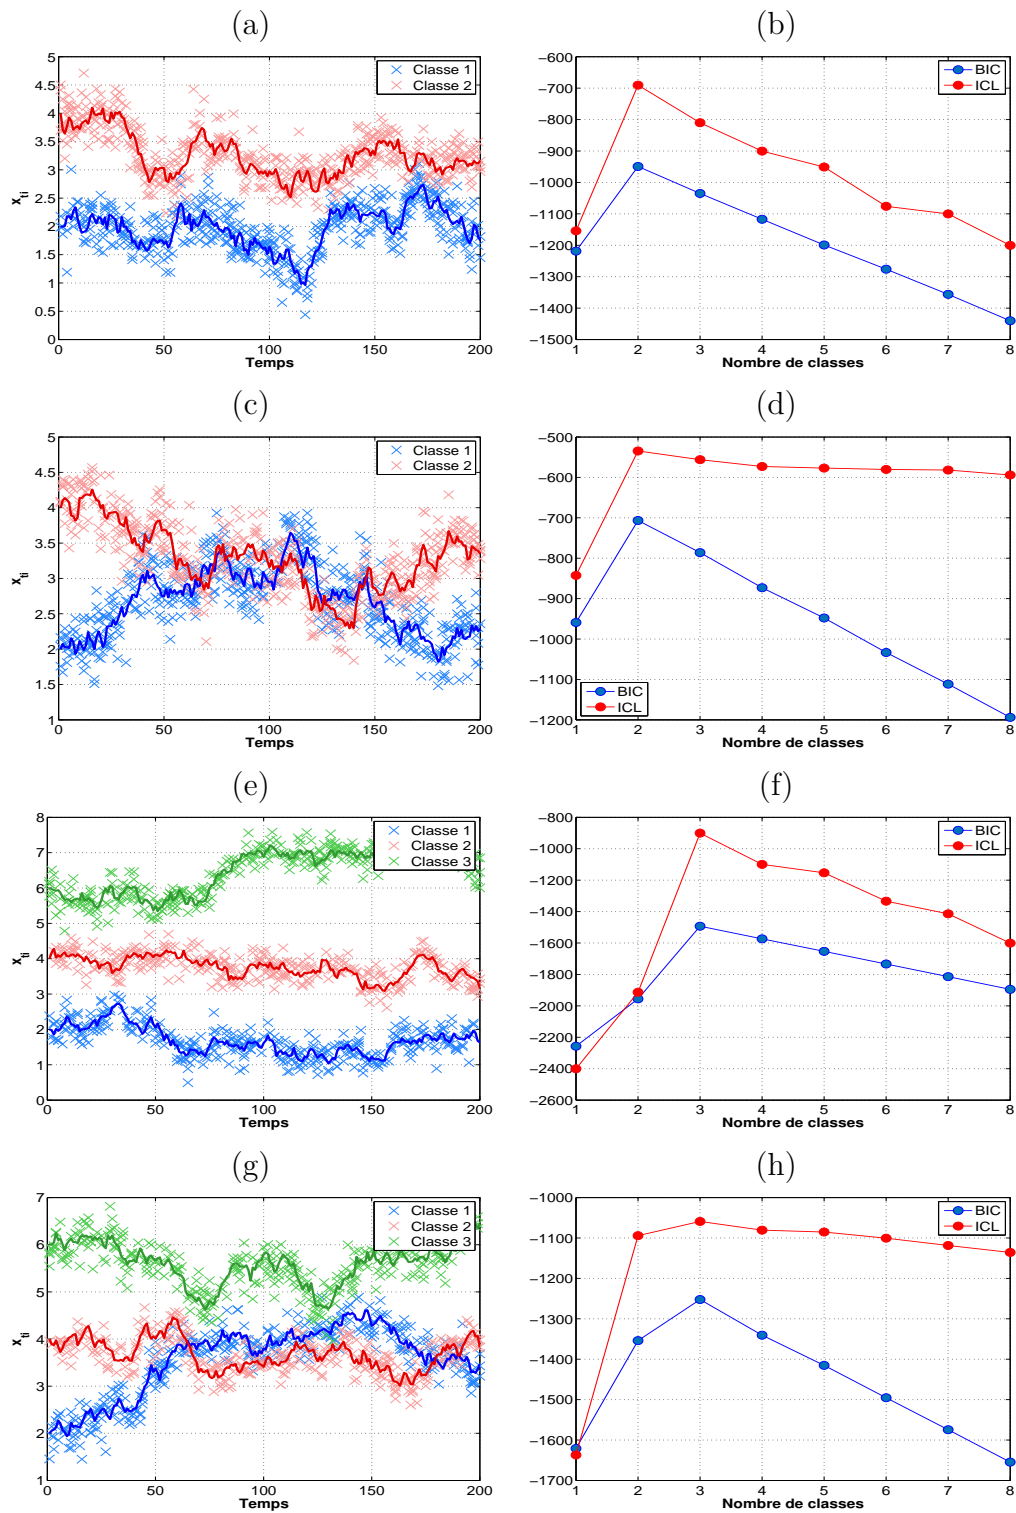 (a)
5
4.5
4
3.5
3
2.5
2
1.5
1
0.5
0
x_ti
0 50 100 150 200
Temps
Classe 1
Classe 2
(b)
−600
−700
−800
−900
−1000
−1100
−1200
−1300
−1400
−1500
1 2 3 4 5 6 7 8
Nombre de classes
BIC
ICL
(c)
5
4.5
4
3.5
3
2.5
2
1.5
1
x_ti
0 50 100 150 200
Temps
Classe 1
Classe 2
(d)
−500
−600
−700
−800
−900
−1000
−1100
−1200
1 2 3 4 5 6 7 8
Nombre de classes
BIC
ICL
(e)
8
7
6
5
4
3
2
1
0
x_ti
0 50 100 150 200
Temps
Classe 1
Classe 2
Classe 3
(f)
−800
−1000
−1200
−1400
−1600
−1800
−2000
−2200
−2400
−2600
1 2 3 4 5 6 7 8
Nombre de classes
BIC
ICL
(g)
7
6
5
4
3
2
1
x_ti
0 50 100 150 200
Temps
Classe 1
Classe 2
Classe 3
(h)
−1000
−1100
−1200
−1300
−1400
−1500
−1600
−1700
1 2 3 4 5 6 7 8
Nombre de classes
BIC
ICL